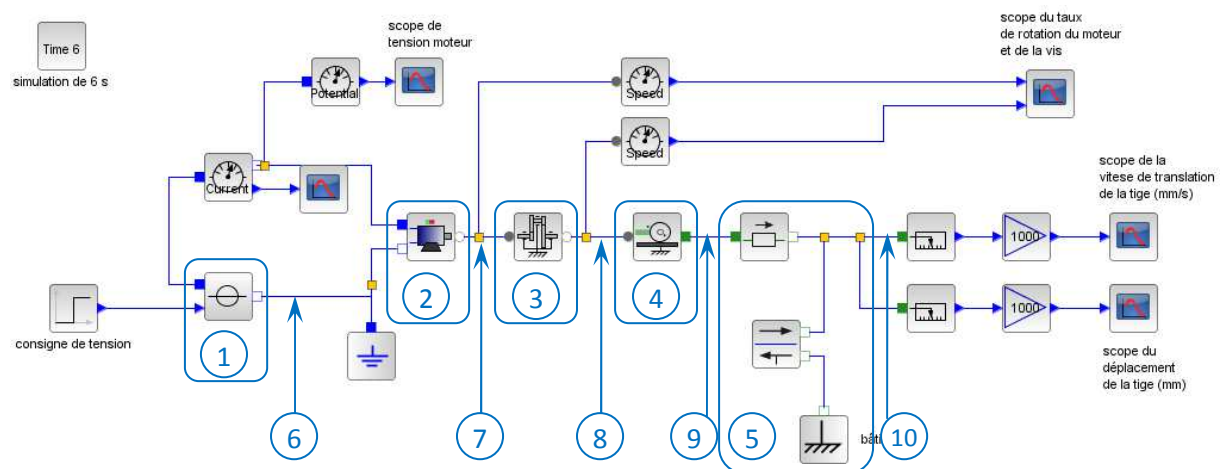 Time 6
simulation de 6 s
scope de
tension moteur
Potential
Current
consigne de tension
1
2
3
4
5
6
7
8
9
10
Speed
Speed
scope du taux
de rotation du moteur
et de la vis
scope de la
vitese de translation
de la tige (mm/s)
1000
1000
scope du
déplacement
de la tige (mm)
bâti